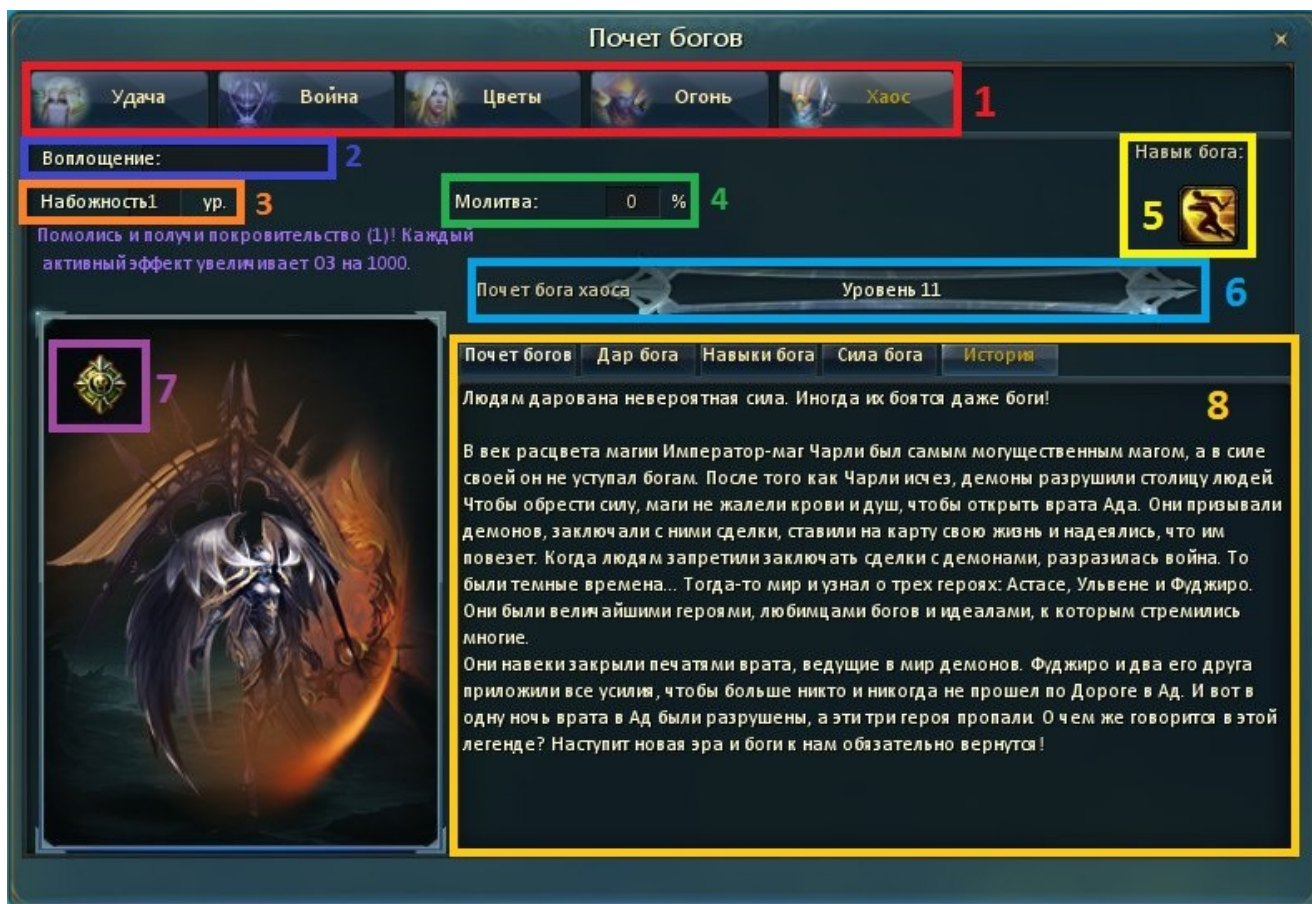 Почет богов
Удача Война Цветы Огонь Хаос 1
Воплощение: 2
Навык бога:
Набожность1 ур. 3
Молитва: 0 % 4
5
Помолись и получи покровительство (1)! Каждый
активный эффект увеличивает ОЗ на 1000.
Почет бога хаоса Уровень 11 6
7
Почет богов Дар бога Навыки бога Сила бога История
Людям дарована невероятная сила. Иногда их боятся даже боги!
8
В век расцвета магии Император-маг Чарли был самым могущественным магом, а в силе
своей он не уступал богам. После того как Чарли исчез, демоны разрушили столицу людей.
Чтобы обрести силу, маги не жалели крови и душ, чтобы открыть врата Ада. Они призывали
демонов, заключали с ними сделки, ставили на карту свою жизнь и надеялись, что им
повезет. Когда людям запретили заключать сделки с демонами, разразилась война. То
были темные времена... Тогда-то мир и узнал о трех героях: Астасе, Ульвене и Фуджиро.
Они были величайшими героями, любимцами богов и идеалами, к которым стремились
многие.
Они навеки закрыли печатями врата, ведущие в мир демонов. Фуджиро и два его друга
приложили все усилия, чтобы больше никто и никогда не прошел по Дороге в Ад. И вот в
одну ночь врата в Ад были разрушены, а эти три героя пропали. О чем же говорится в этой
легенде? Наступит новая эра и боги к нам обязательно вернутся!